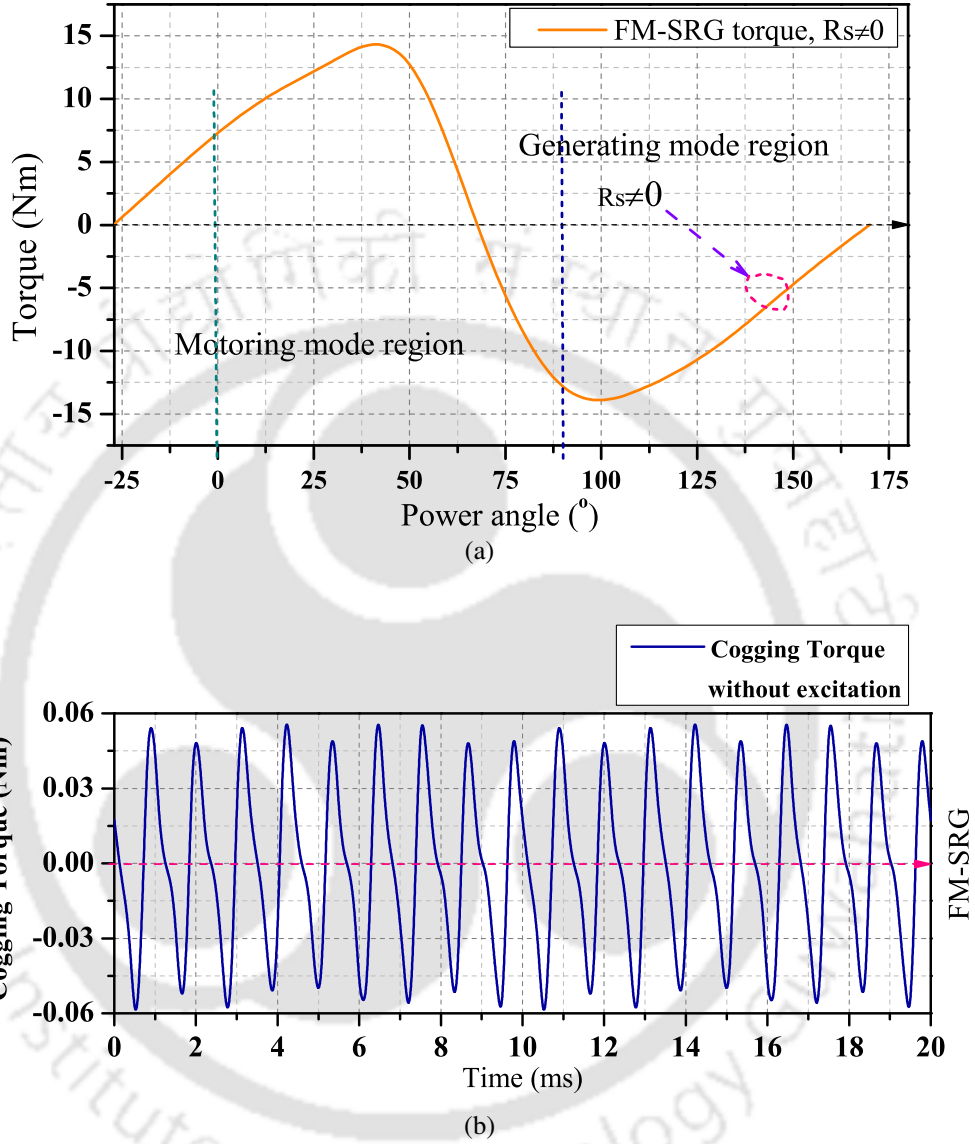 FM-SRG torque, Rs≠0
15
10
5
0
-5
-10
-15
Torque (Nm)
Generating mode region
Rs≠0
Motoring mode region
-25 0 25 50 75 100 125 150 175
Power angle (°)
(a)
Cogging Torque
without excitation
0.06
0.03
0.00
-0.03
-0.06
Cogging Torque (Nm)
FM-SRG
0 2 4 6 8 10 12 14 16 18 20
Time (ms)
(b)